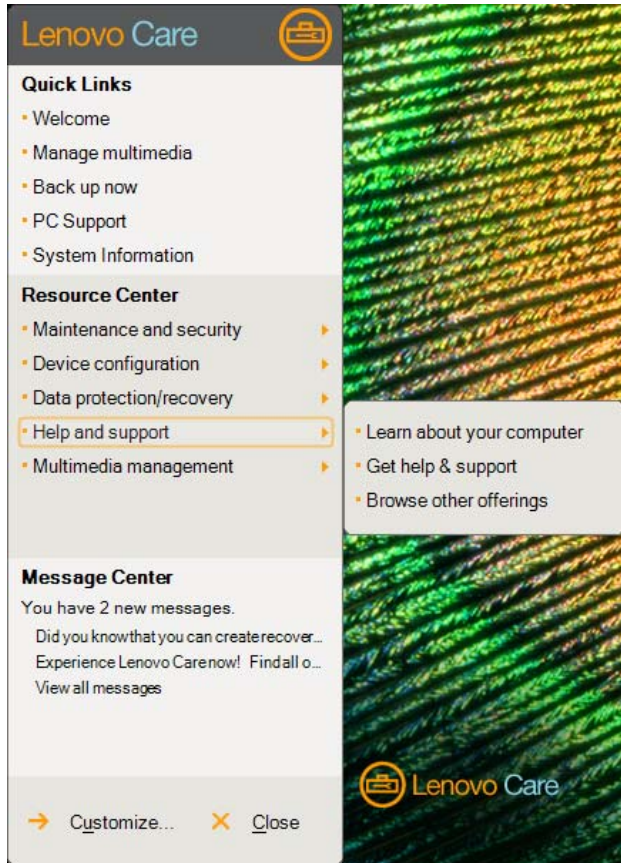 Lenovo Care
Quick Links
Welcome
Manage multimedia
Back up now
PC Support
System Information
Resource Center
Maintenance and security
Device configuration
Data protection/recovery
Help and support
Multimedia management
Learn about your computer
Get help & support
Browse other offerings
Message Center
You have 2 new messages.
Did you know that you can create recover...
Experience Lenovo Care now! Find all o...
View all messages
Customize... Close
Lenovo Care